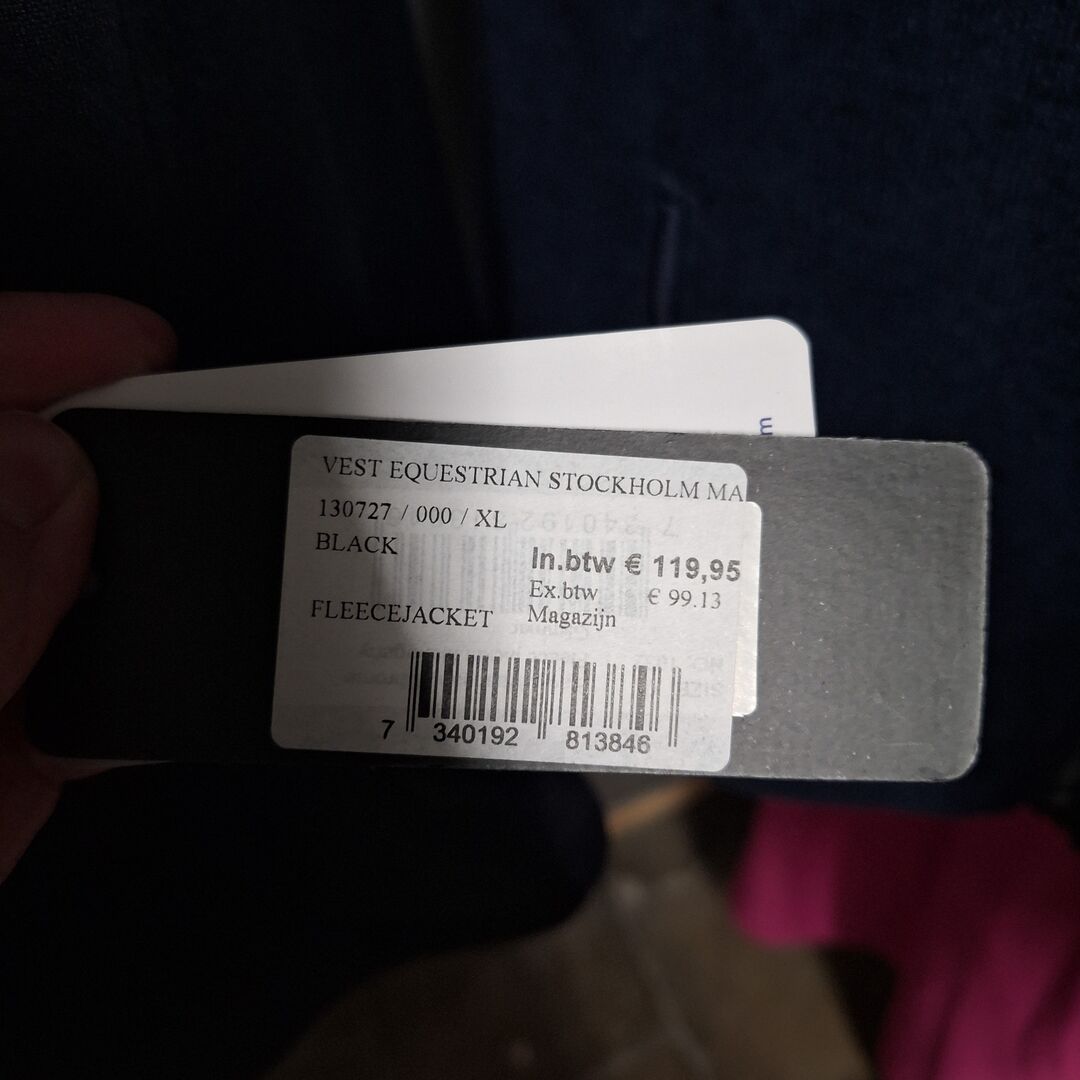 m
VEST EQUESTRIAN STOCKHOLM MA
130727 / 000 / XL
BLACK
In.btw € 119,95
Ex.btw € 99.13
FLEECEJACKET Magazijn
7 340192 813846